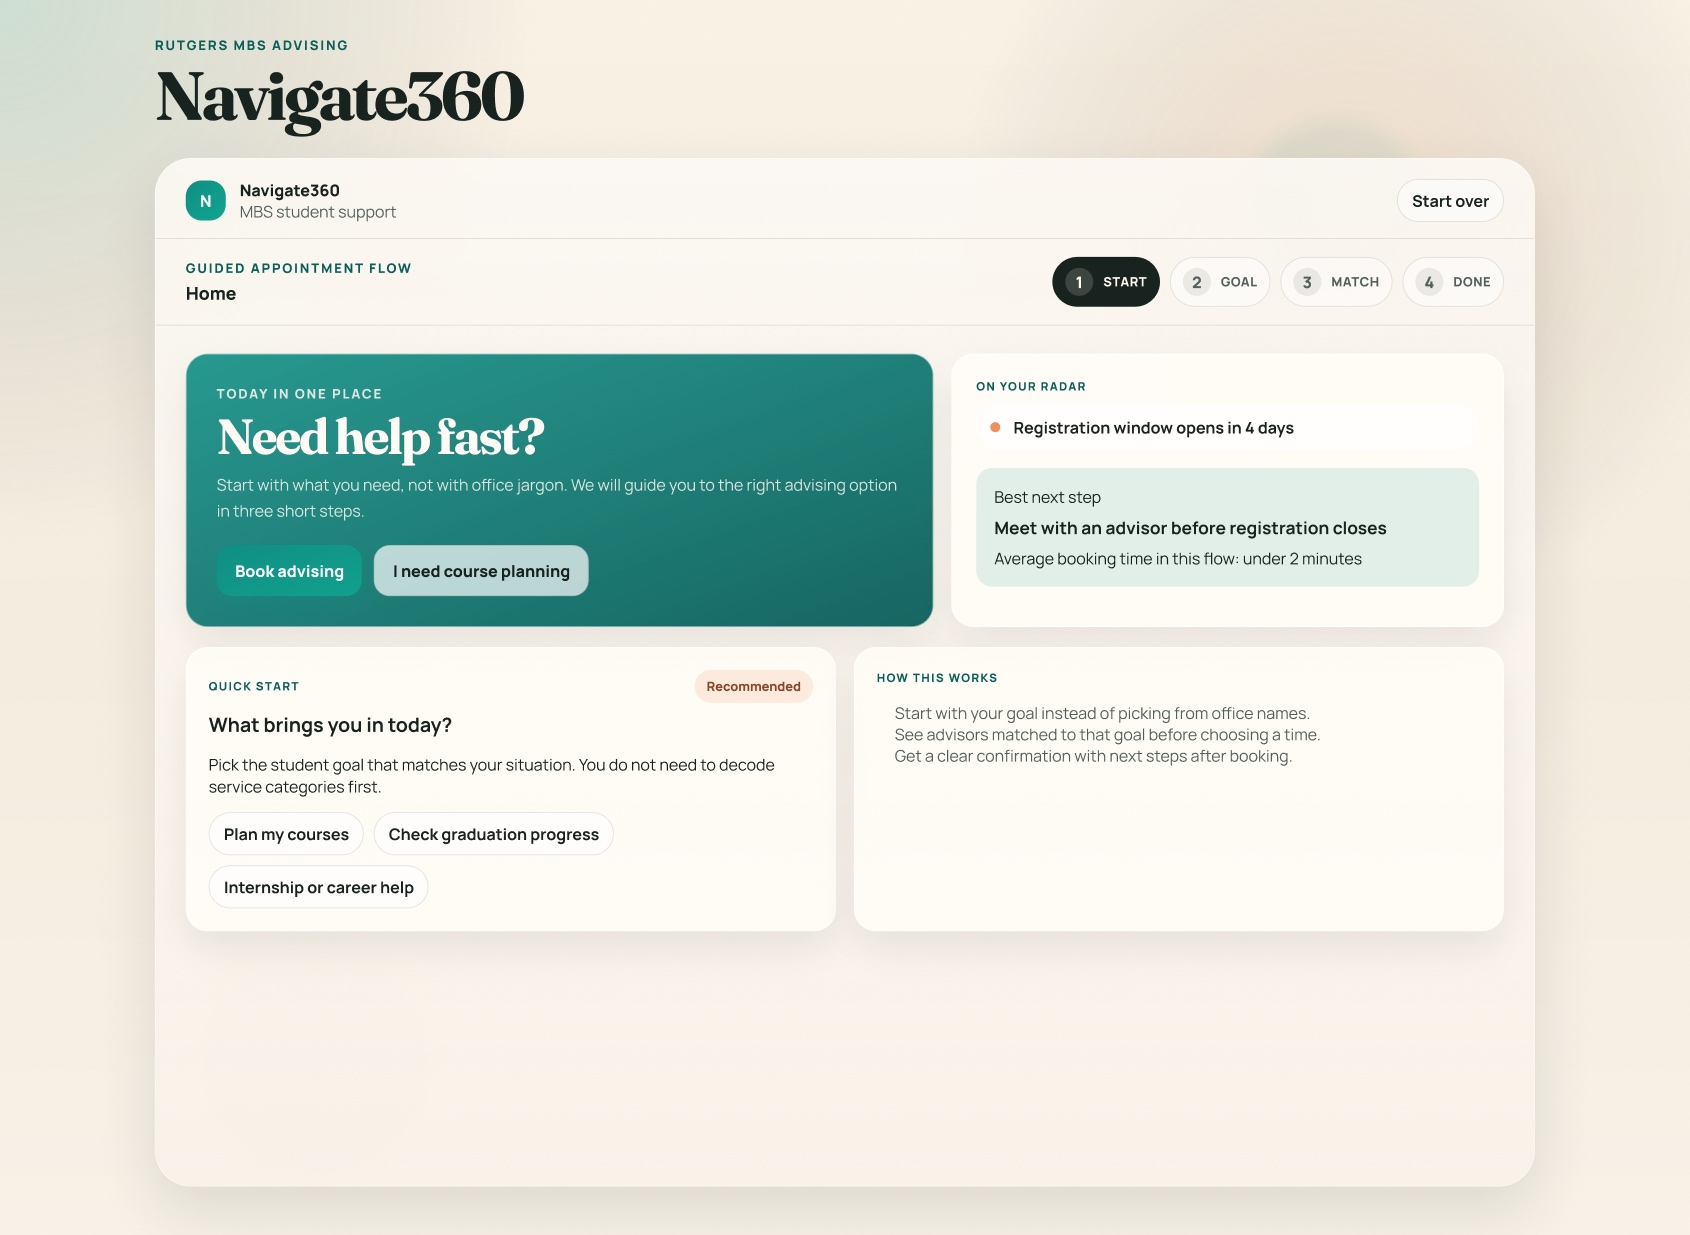 RUTGERS MBS ADVISING
Navigate360
N
Navigate360
MBS student support
Start over
GUIDED APPOINTMENT FLOW
Home
1 START
2 GOAL
3 MATCH
4 DONE
TODAY IN ONE PLACE
Need help fast?
Start with what you need, not with office jargon. We will guide you to the right advising option
in three short steps.
Book advising
I need course planning
ON YOUR RADAR
Registration window opens in 4 days
Best next step
Meet with an advisor before registration closes
Average booking time in this flow: under 2 minutes
QUICK START
Recommended
What brings you in today?
Pick the student goal that matches your situation. You do not need to decode
service categories first.
Plan my courses
Check graduation progress
Internship or career help
HOW THIS WORKS
Start with your goal instead of picking from office names.
See advisors matched to that goal before choosing a time.
Get a clear confirmation with next steps after booking.